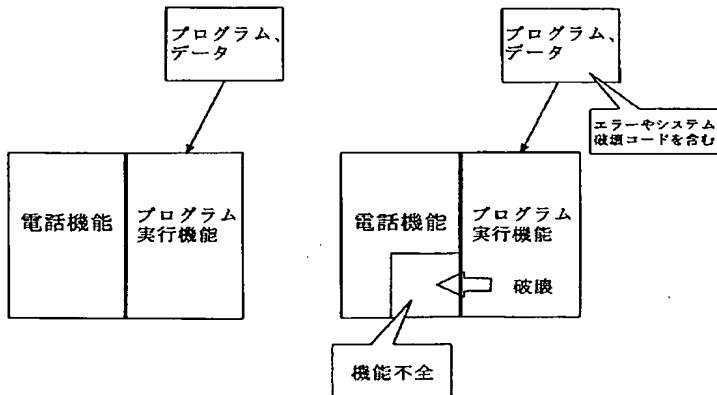 プログラム、
データ
電話機能
プログラム
実行機能
プログラム、
データ
エラーやシステム
破壊コードを含む
電話機能
プログラム
実行機能
破壊
機能不全